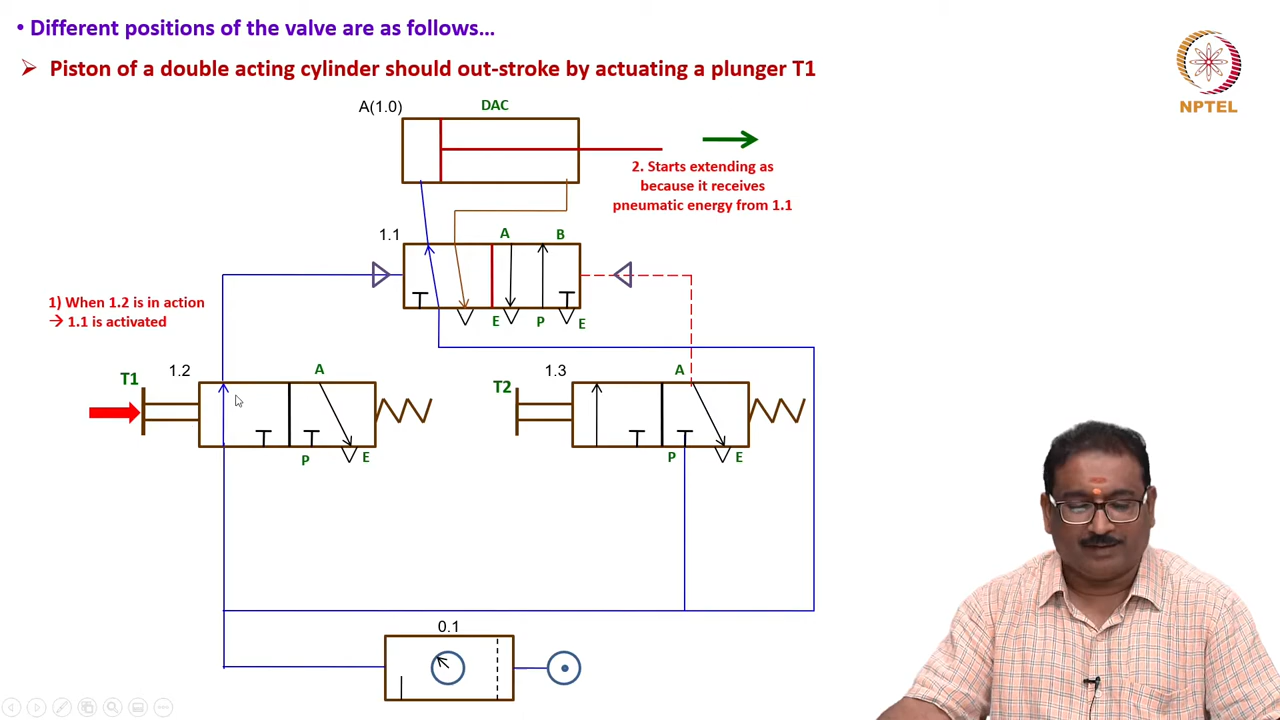 • Different positions of the valve are as follows…
➢ Piston of a double acting cylinder should out-stroke by actuating a plunger T1
NPTEL
A(1.0)
DAC
2. Starts extending as
because it receives
pneumatic energy from 1.1
1.1
A
B
1) When 1.2 is in action
→ 1.1 is activated
E
P
E
T1
1.2
A
P
E
T2
1.3
A
P
E
0.1